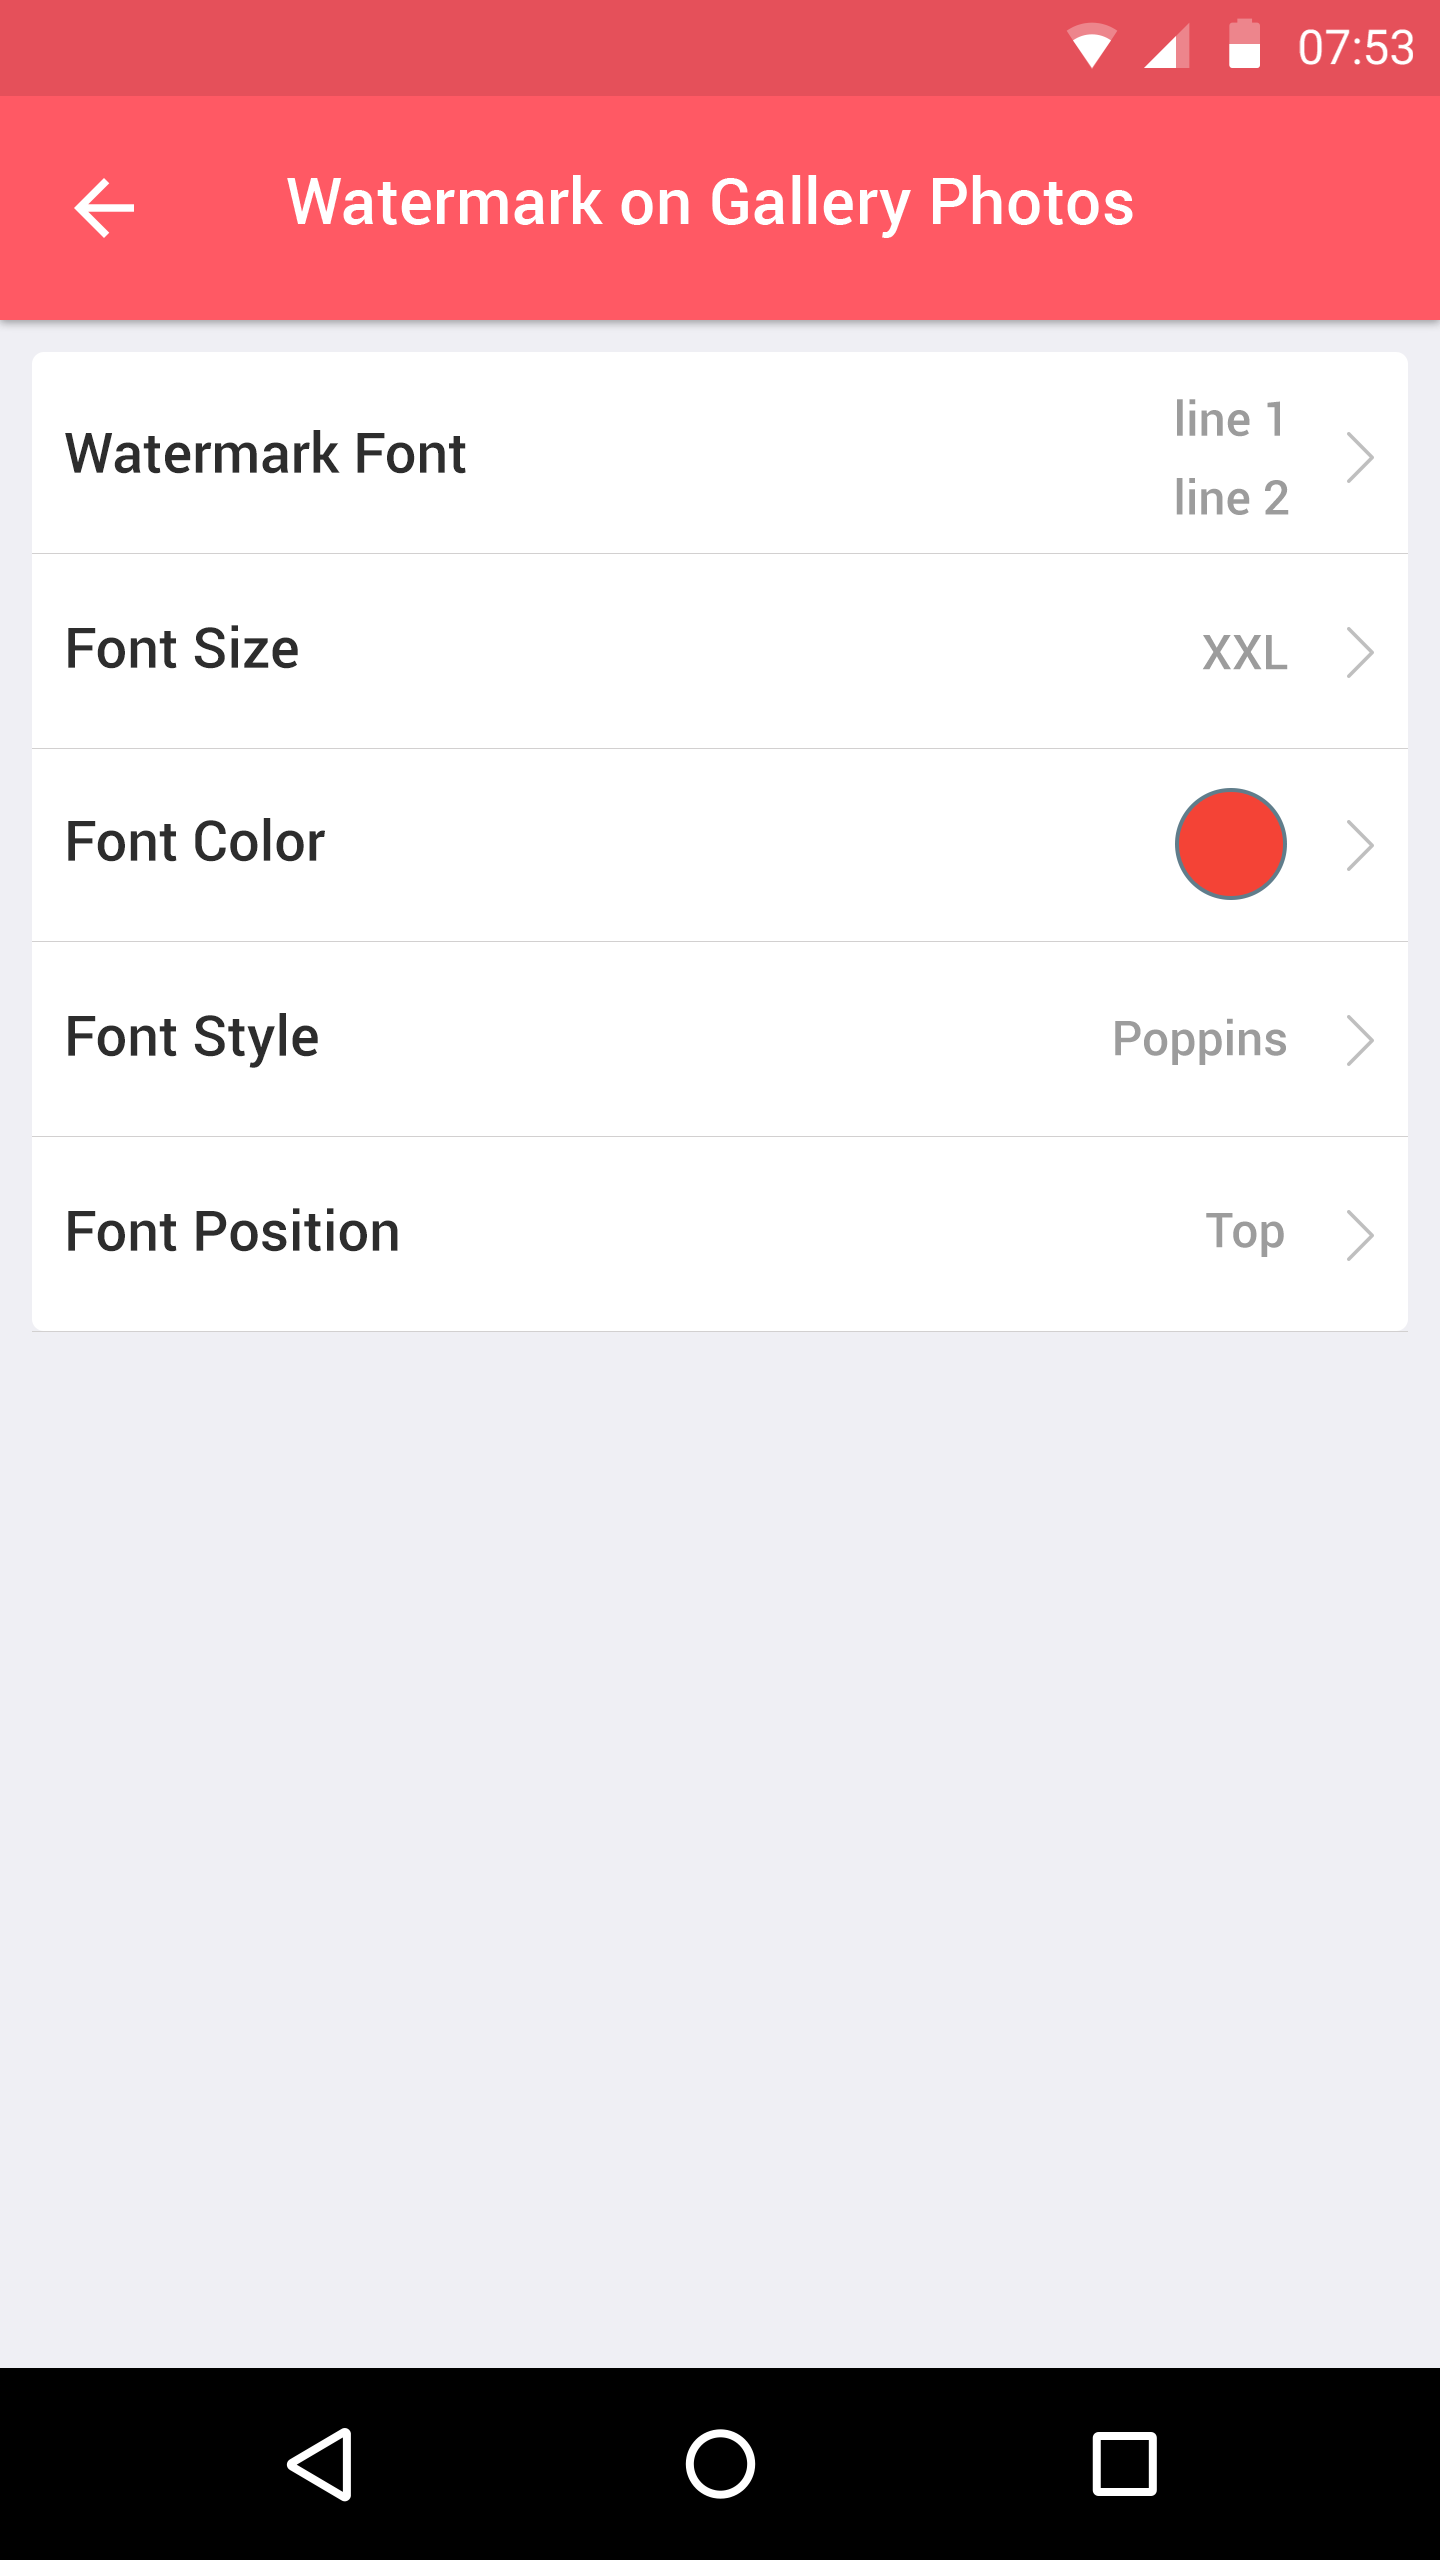 07:53
Watermark on Gallery Photos
Watermark Font
line 1
line 2
Font Size
XXL
Font Color
Font Style
Poppins
Font Position
Top